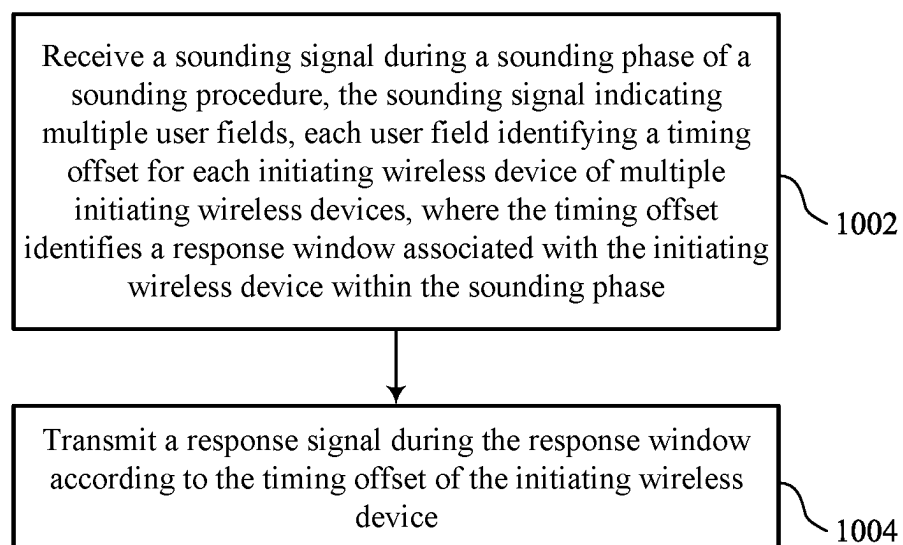 Receive a sounding signal during a sounding phase of a
sounding procedure, the sounding signal indicating
multiple user fields, each user field identifying a timing
offset for each initiating wireless device of multiple
initiating wireless devices, where the timing offset
identifies a response window associated with the initiating
wireless device within the sounding phase
1002
Transmit a response signal during the response window
according to the timing offset of the initiating wireless
device
1004